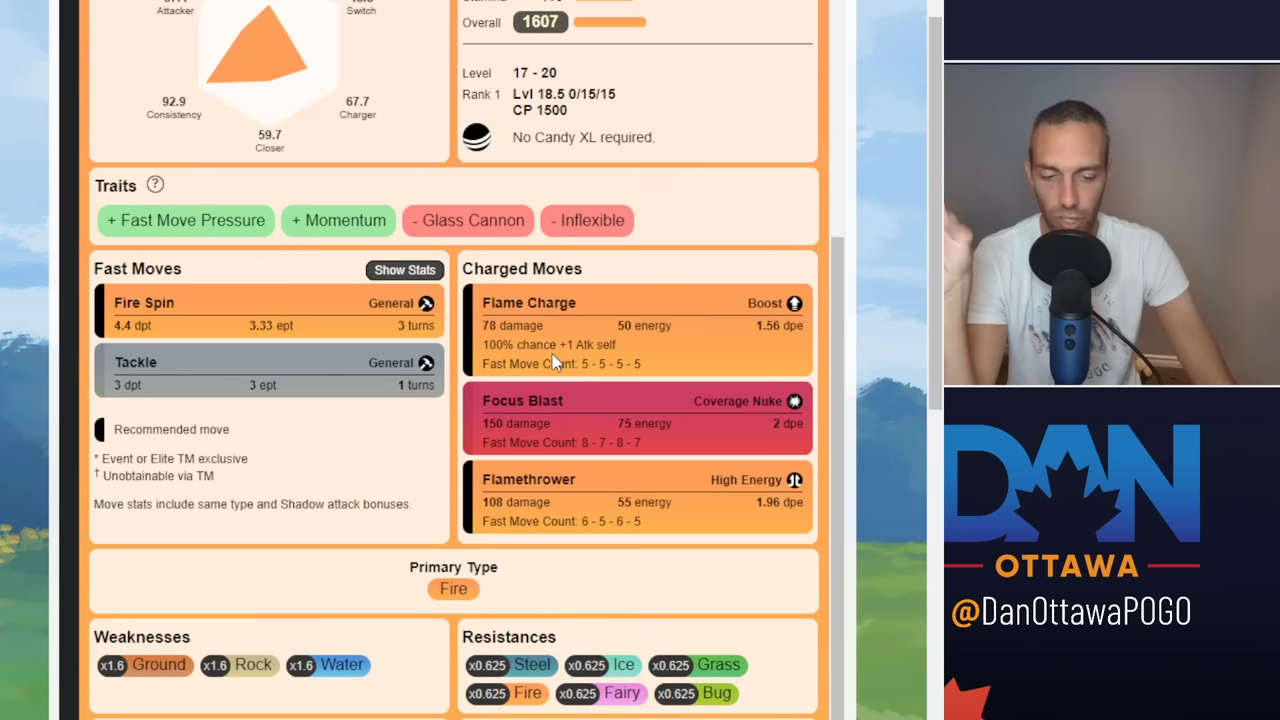 Attacker
Switch
92.9
Consistency
67.7
Charger
59.7
Closer
Overall 1607
Level 17 - 20
Rank 1 Lvl 18.5 0/15/15
CP 1500
No Candy XL required.
Traits ?
+ Fast Move Pressure + Momentum - Glass Cannon - Inflexible
Fast Moves Show Stats
Fire Spin General
4.4 dpt 3.33 ept 3 turns
Tackle General
3 dpt 3 ept 1 turns
Recommended move
* Event or Elite TM exclusive
† Unobtainable via TM
Move stats include same type and Shadow attack bonuses.
Charged Moves
Flame Charge Boost
78 damage 50 energy 1.56 dpe
100% chance +1 Atk self
Fast Move Count: 5 - 5 - 5 - 5
Focus Blast Coverage Nuke
150 damage 75 energy 2 dpe
Fast Move Count: 8 - 7 - 8 - 7
Flamethrower High Energy
108 damage 55 energy 1.96 dpe
Fast Move Count: 6 - 5 - 6 - 5
Primary Type
Fire
Weaknesses
x1.6 Ground x1.6 Rock x1.6 Water
Resistances
x0.625 Steel x0.625 Ice x0.625 Grass
x0.625 Fire x0.625 Fairy x0.625 Bug
DAN
OTTAWA
@DanOttawaPOGO